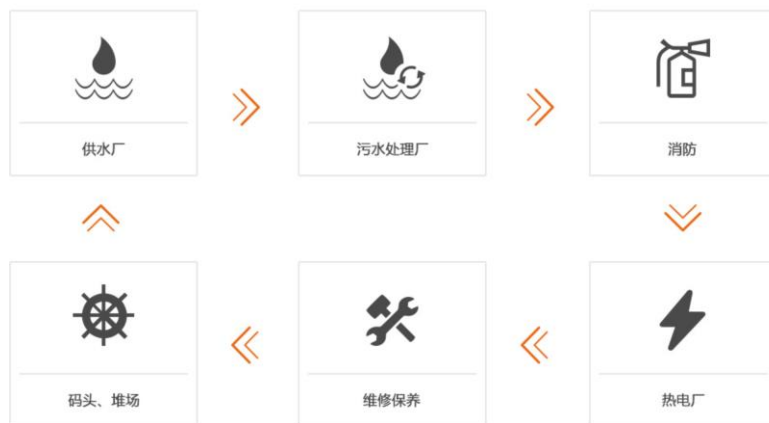 供水厂
污水处理厂
消防
码头、堆场
维修保养
热电厂